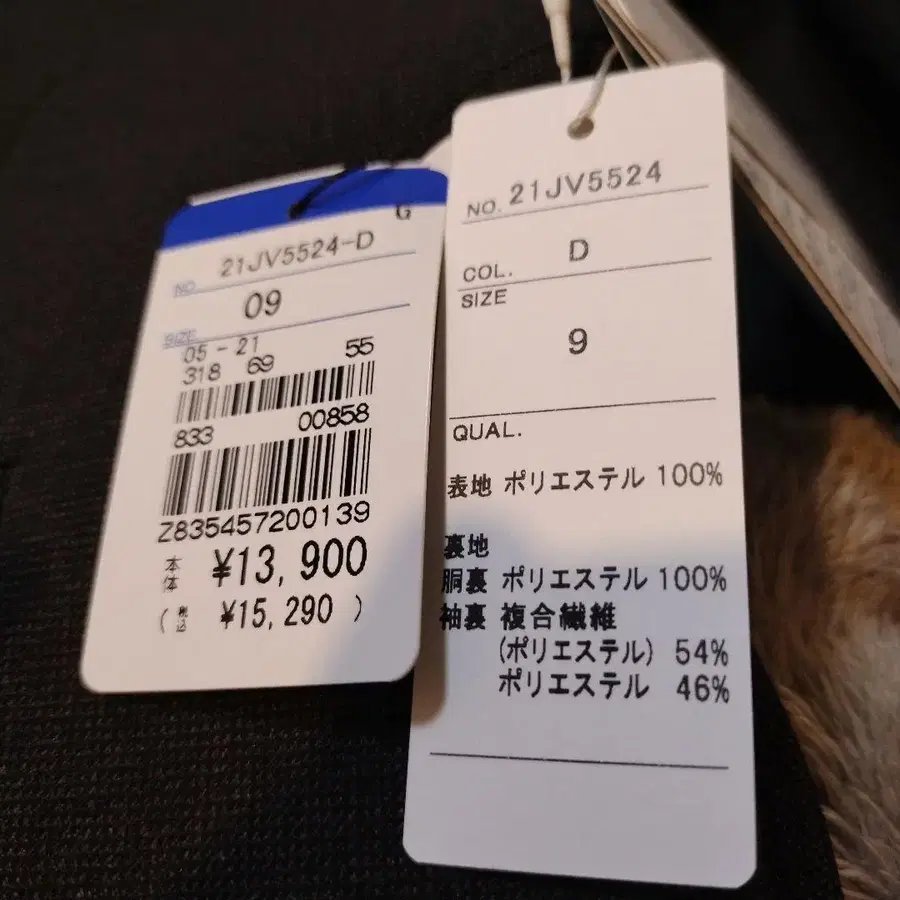 G
NO. 21JV5524-D
09
SIZE
05 - 21
318 69 55
833 00858
Z835457200139
本体 ¥13,900
(税込 ¥15,290 )
NO. 21JV5524
COL. D
SIZE
9
QUAL.
表地 ポリエステル 100%
裏地
胴裏 ポリエステル 100%
袖裏 複合繊維
(ポリエステル) 54%
ポリエステル 46%